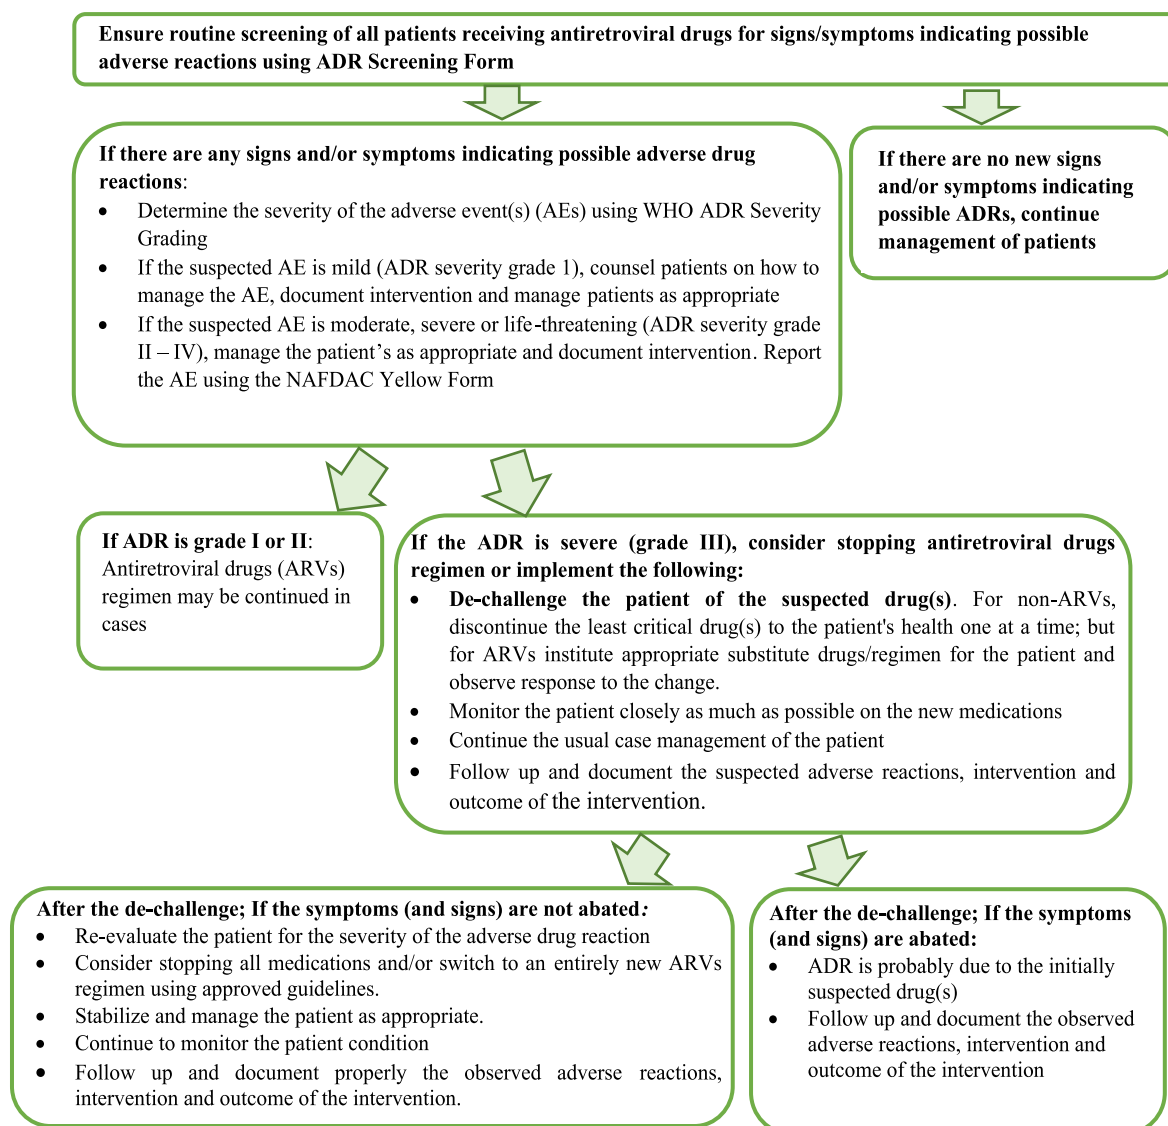 Ensure routine screening of all patients receiving antiretroviral drugs for signs/symptoms indicating possible
adverse reactions using ADR Screening Form
If there are any signs and/or symptoms indicating possible adverse drug
reactions:
• Determine the severity of the adverse event(s) (AEs) using WHO ADR Severity
Grading
• If the suspected AE is mild (ADR severity grade 1), counsel patients on how to
manage the AE, document intervention and manage patients as appropriate
• If the suspected AE is moderate, severe or life-threatening (ADR severity grade
II – IV), manage the patient's as appropriate and document intervention. Report
the AE using the NAFDAC Yellow Form
If there are no new signs
and/or symptoms indicating
possible ADRs, continue
management of patients
If ADR is grade I or II:
Antiretroviral drugs (ARVs)
regimen may be continued in
cases
If the ADR is severe (grade III), consider stopping antiretroviral drugs
regimen or implement the following:
• De-challenge the patient of the suspected drug(s). For non-ARVs,
discontinue the least critical drug(s) to the patient's health one at a time; but
for ARVs institute appropriate substitute drugs/regimen for the patient and
observe response to the change.
• Monitor the patient closely as much as possible on the new medications
• Continue the usual case management of the patient
• Follow up and document the suspected adverse reactions, intervention and
outcome of the intervention.
After the de-challenge; If the symptoms (and signs) are not abated:
• Re-evaluate the patient for the severity of the adverse drug reaction
• Consider stopping all medications and/or switch to an entirely new ARVs
regimen using approved guidelines.
• Stabilize and manage the patient as appropriate.
• Continue to monitor the patient condition
• Follow up and document properly the observed adverse reactions,
intervention and outcome of the intervention.
After the de-challenge; If the symptoms
(and signs) are abated:
• ADR is probably due to the initially
suspected drug(s)
• Follow up and document the observed
adverse reactions, intervention and
outcome of the intervention